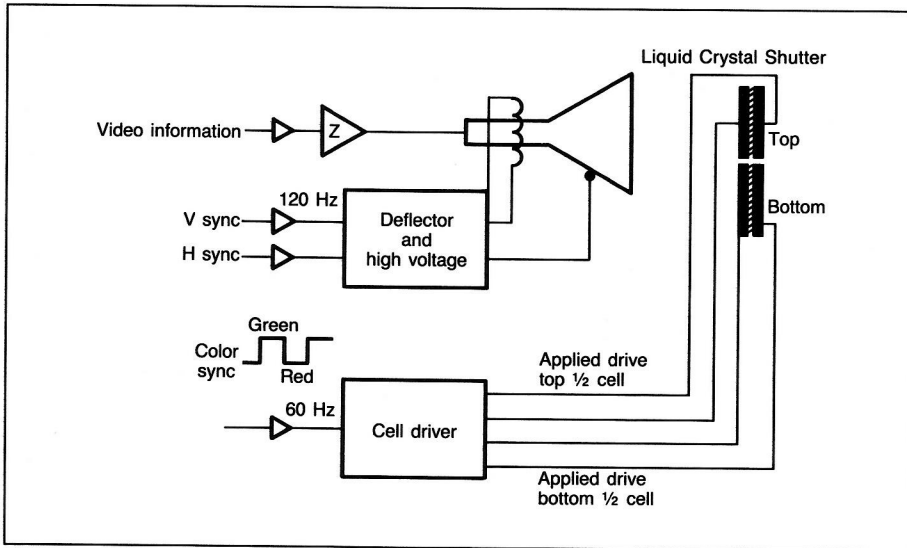 Liquid Crystal Shutter
Video information
Z
Top
Bottom
120 Hz
V sync
H sync
Deflector
and
high voltage
Green
Color
sync
Red
60 Hz
Cell driver
Applied drive
top ½ cell
Applied drive
bottom ½ cell